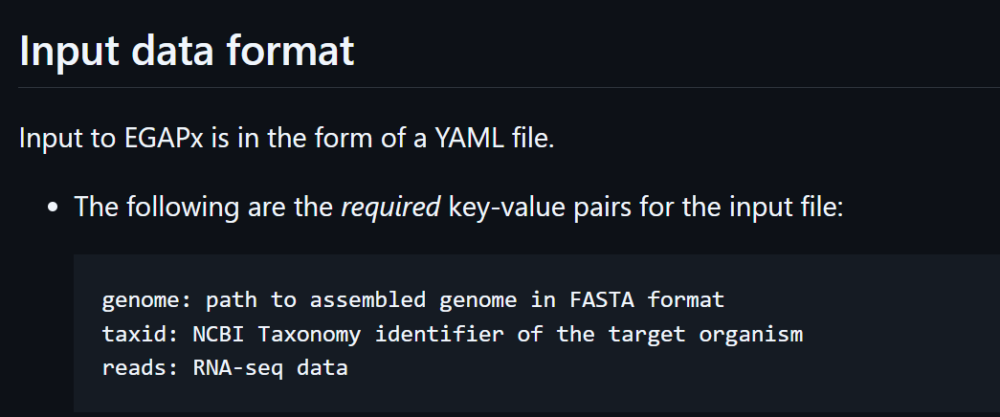 Input data format
Input to EGAPx is in the form of a YAML file.
• The following are the required key-value pairs for the input file:
genome: path to assembled genome in FASTA format
taxid: NCBI Taxonomy identifier of the target organism
reads: RNA-seq data